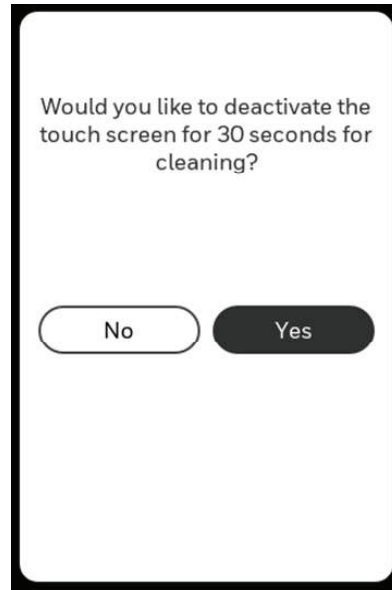 Would you like to deactivate the
touch screen for 30 seconds for
cleaning?
No
Yes